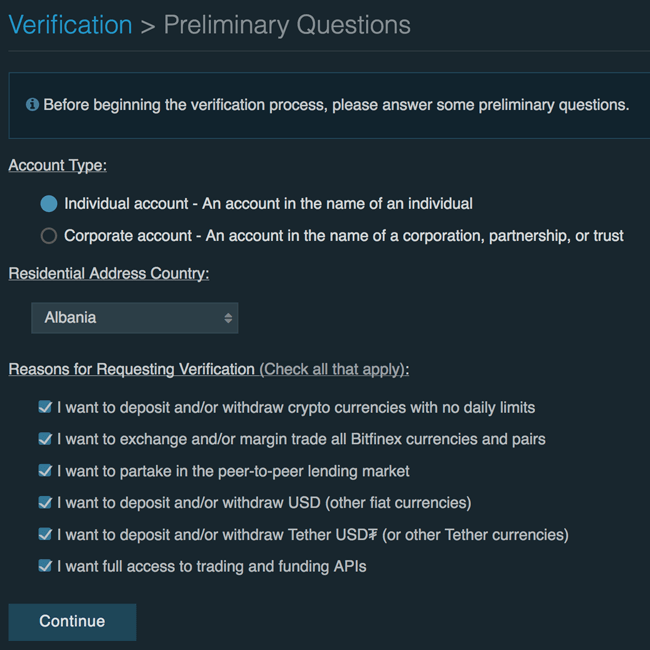 Verification > Preliminary Questions
Before beginning the verification process, please answer some preliminary questions.
Account Type:
Individual account - An account in the name of an individual
Corporate account - An account in the name of a corporation, partnership, or trust
Residential Address Country:
Albania
Reasons for Requesting Verification (Check all that apply):
I want to deposit and/or withdraw crypto currencies with no daily limits
I want to exchange and/or margin trade all Bitfinex currencies and pairs
I want to partake in the peer-to-peer lending market
I want to deposit and/or withdraw USD (other fiat currencies)
I want to deposit and/or withdraw Tether USD₮ (or other Tether currencies)
I want full access to trading and funding APIs
Continue